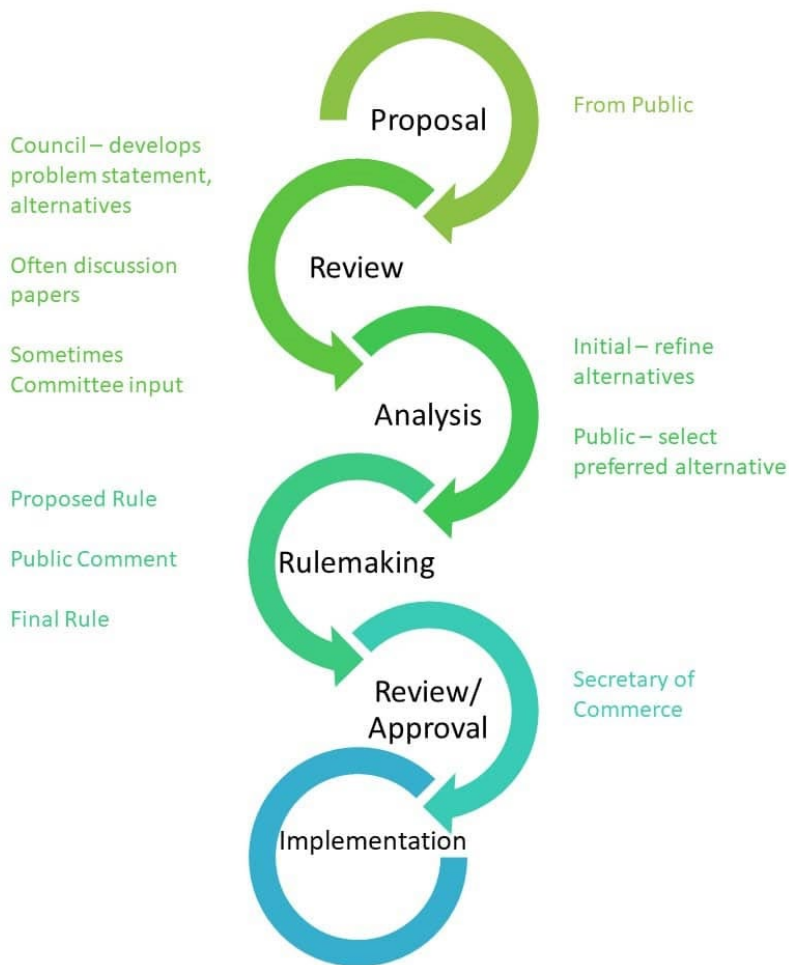 Proposal
From Public
Council – develops
problem statement,
alternatives
Often discussion
papers
Sometimes
Committee input
Review
Analysis
Initial – refine
alternatives
Public – select
preferred alternative
Proposed Rule
Public Comment
Final Rule
Rulemaking
Review/
Approval
Secretary of
Commerce
Implementation